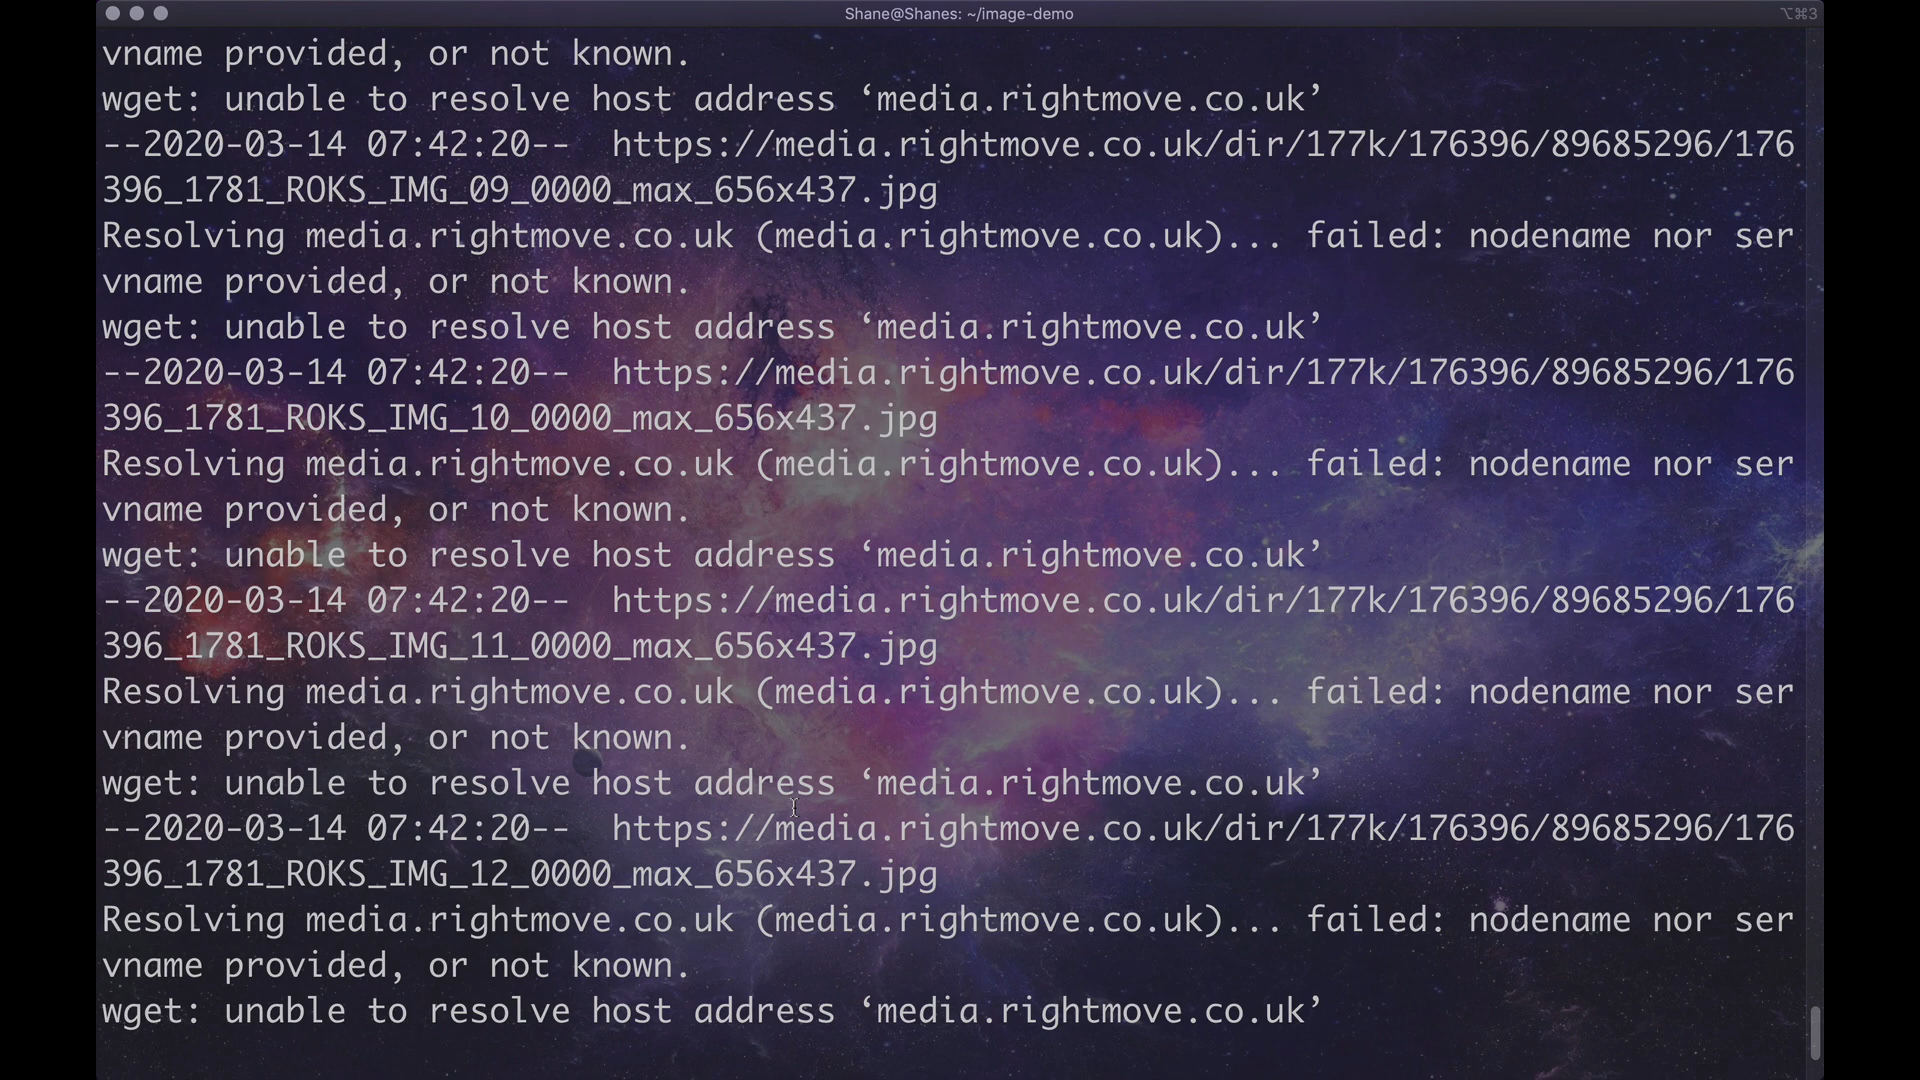 Shane@Shanes: ~/image-demo
⌥⌘3
vname provided, or not known.
wget: unable to resolve host address ‘media.rightmove.co.uk’
--2020-03-14 07:42:20--  https://media.rightmove.co.uk/dir/177k/176396/89685296/176
396_1781_ROKS_IMG_09_0000_max_656x437.jpg
Resolving media.rightmove.co.uk (media.rightmove.co.uk)... failed: nodename nor ser
vname provided, or not known.
wget: unable to resolve host address ‘media.rightmove.co.uk’
--2020-03-14 07:42:20--  https://media.rightmove.co.uk/dir/177k/176396/89685296/176
396_1781_ROKS_IMG_10_0000_max_656x437.jpg
Resolving media.rightmove.co.uk (media.rightmove.co.uk)... failed: nodename nor ser
vname provided, or not known.
wget: unable to resolve host address ‘media.rightmove.co.uk’
--2020-03-14 07:42:20--  https://media.rightmove.co.uk/dir/177k/176396/89685296/176
396_1781_ROKS_IMG_11_0000_max_656x437.jpg
Resolving media.rightmove.co.uk (media.rightmove.co.uk)... failed: nodename nor ser
vname provided, or not known.
wget: unable to resolve host address ‘media.rightmove.co.uk’
--2020-03-14 07:42:20--  https://media.rightmove.co.uk/dir/177k/176396/89685296/176
396_1781_ROKS_IMG_12_0000_max_656x437.jpg
Resolving media.rightmove.co.uk (media.rightmove.co.uk)... failed: nodename nor ser
vname provided, or not known.
wget: unable to resolve host address ‘media.rightmove.co.uk’